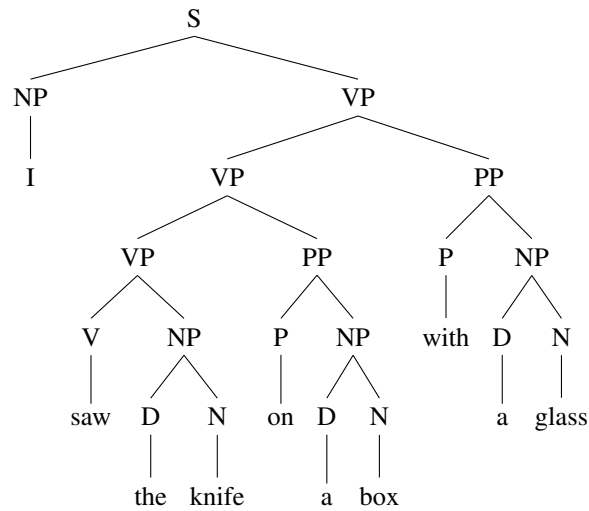 S
NP VP
I VP PP
VP PP P NP
V NP P NP with D N
saw D N on D N a glass
the knife a box